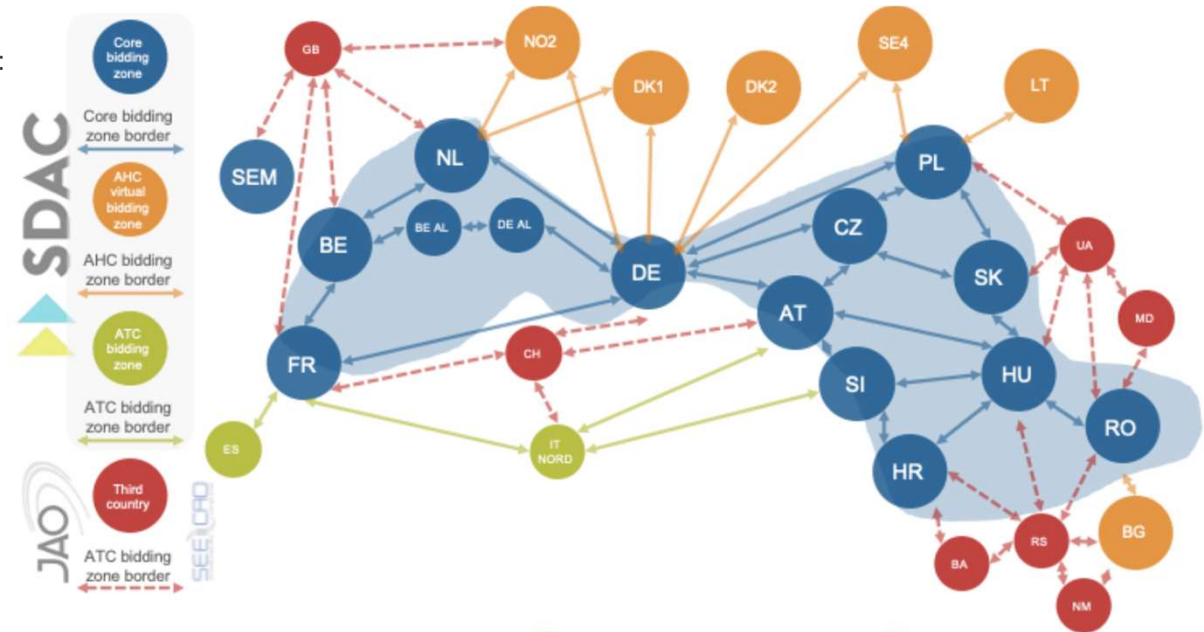 :
Core
bidding
zone
Core bidding
zone border
AHC
virtual
bidding
zone
AHC bidding
zone border
ATC
bidding
zone
ATC bidding
zone border
Third
country
ATC bidding
zone border
SDAC
JAO
SEE CAO
GB
NO2
SE4
DK1
DK2
LT
NL
PL
SEM
BE
BE AL
DE AL
CZ
UA
DE
SK
AT
MD
FR
CH
SI
HU
RO
ES
IT
NORD
HR
RS
BG
BA
NM